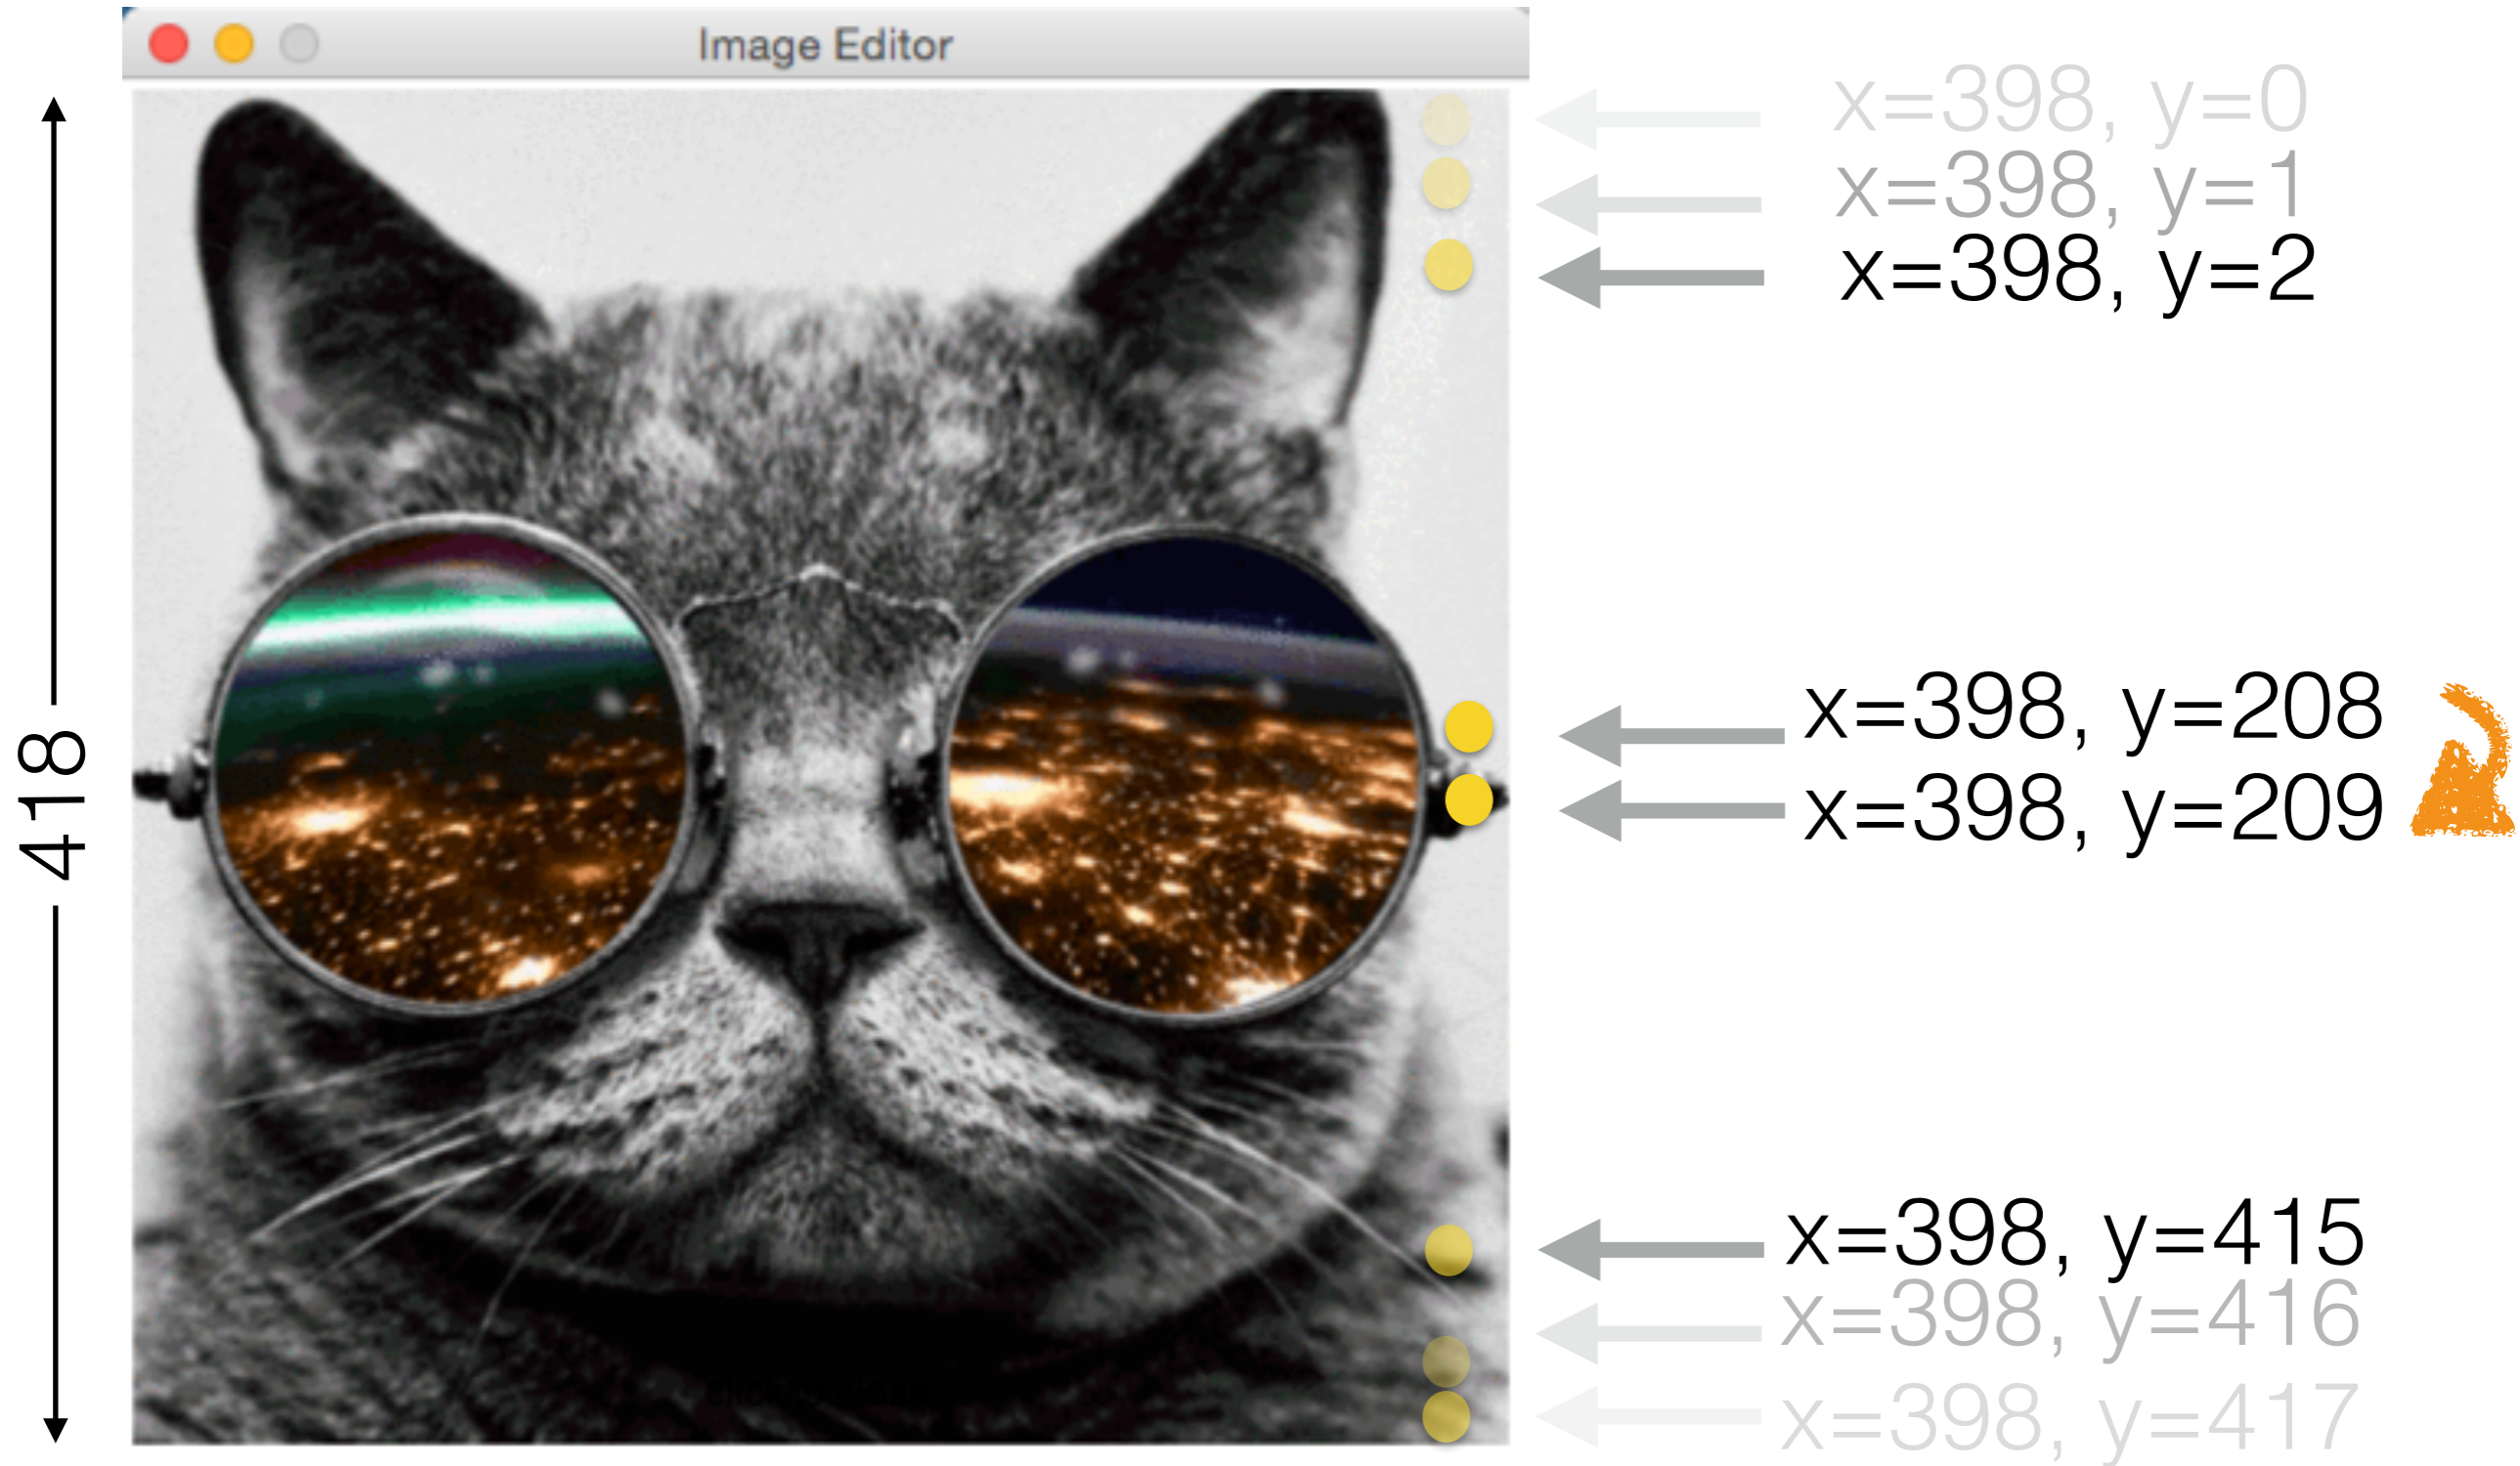 Image Editor
x=398, y=0
x=398, y=1
x=398, y=2
418
x=398, y=208
x=398, y=209
x=398, y=415
x=398, y=416
x=398, y=417